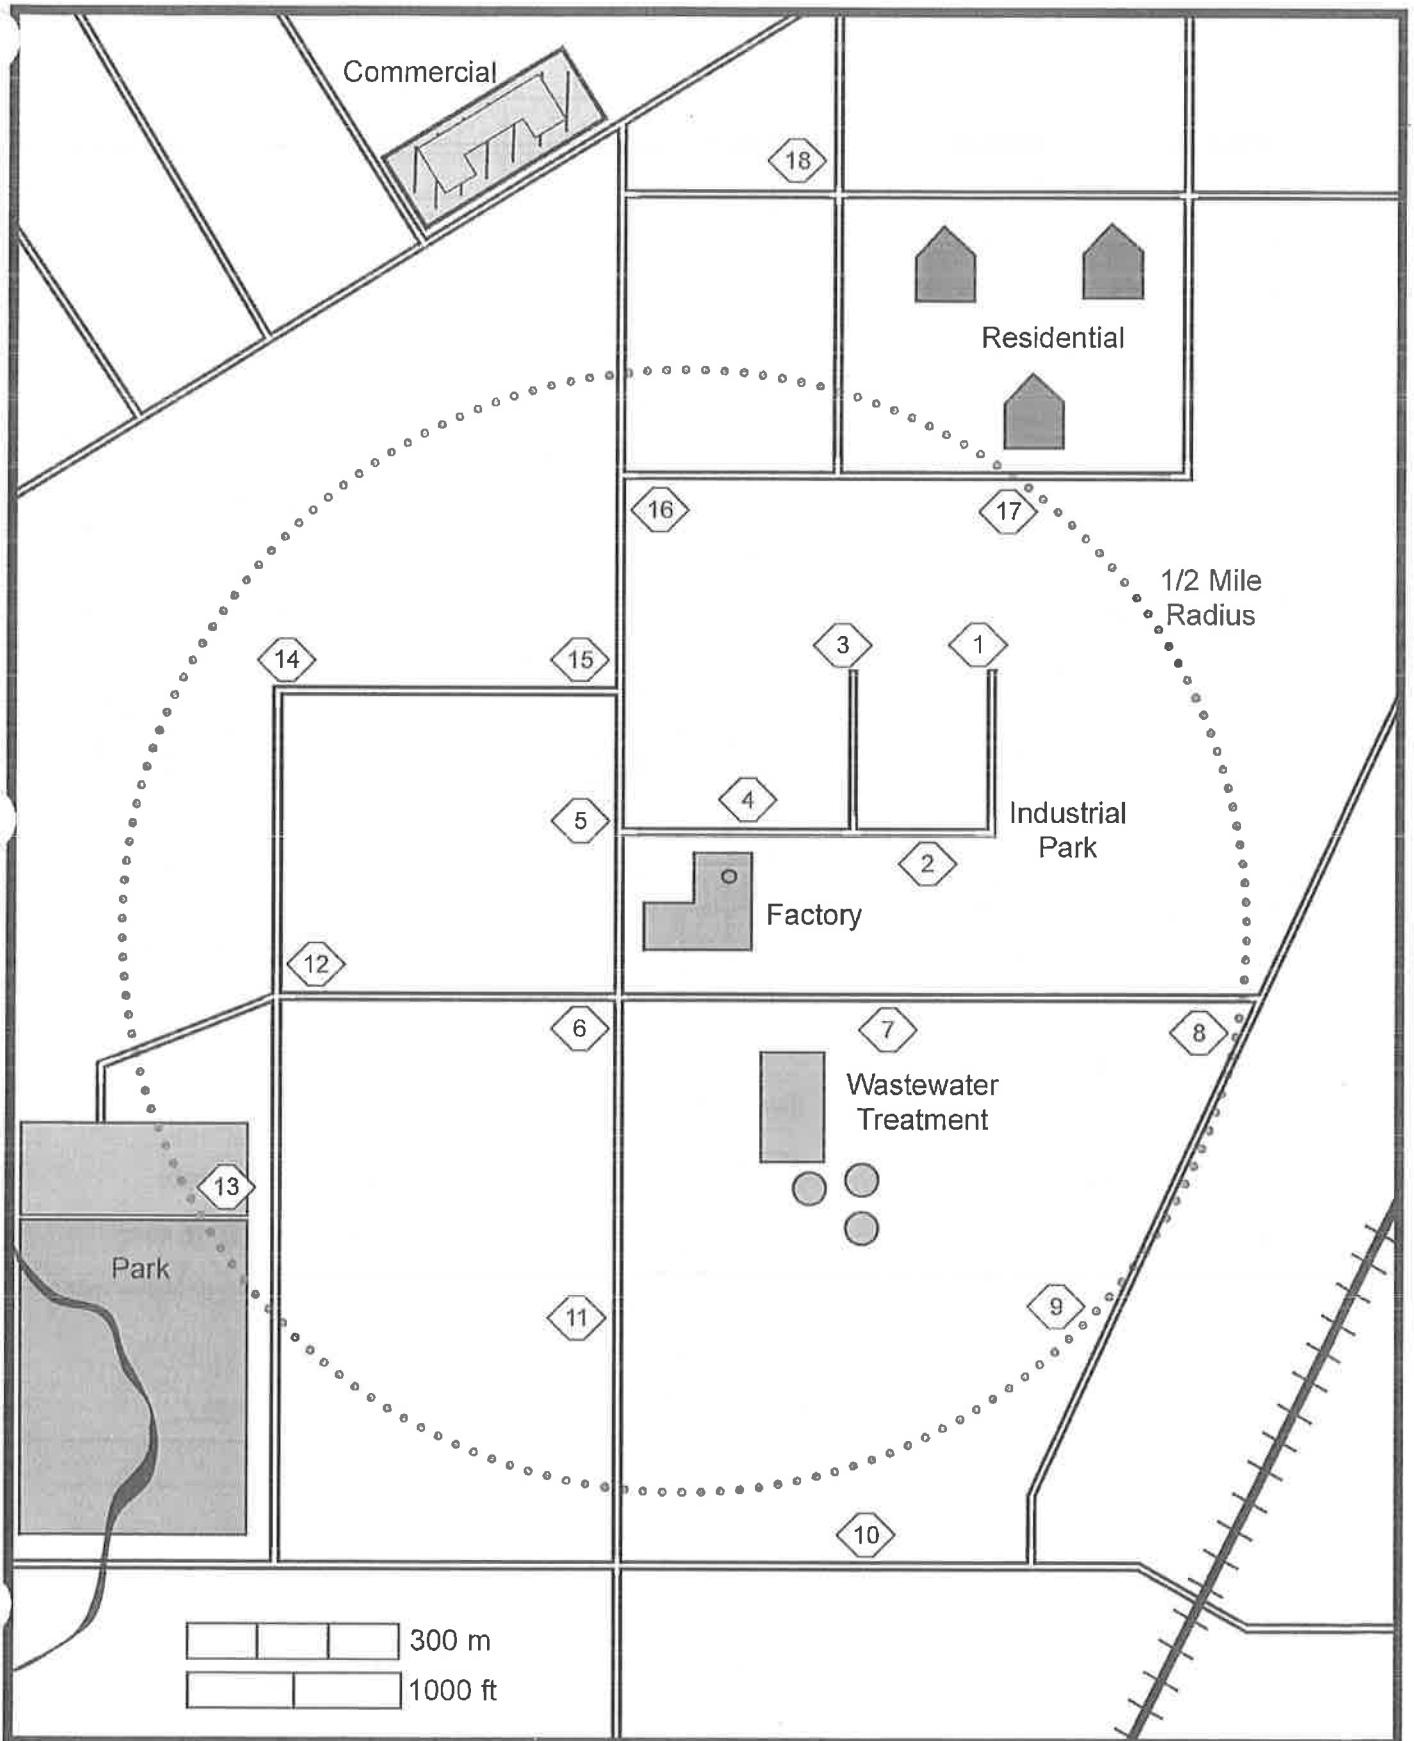 Commercial
18
Residential
16
17
1/2 Mile
Radius
14
15
3
1
4
5
Industrial
Park
2
Factory
12
6
7
8
Wastewater
Treatment
13
Park
11
9
10
300 m
1000 ft